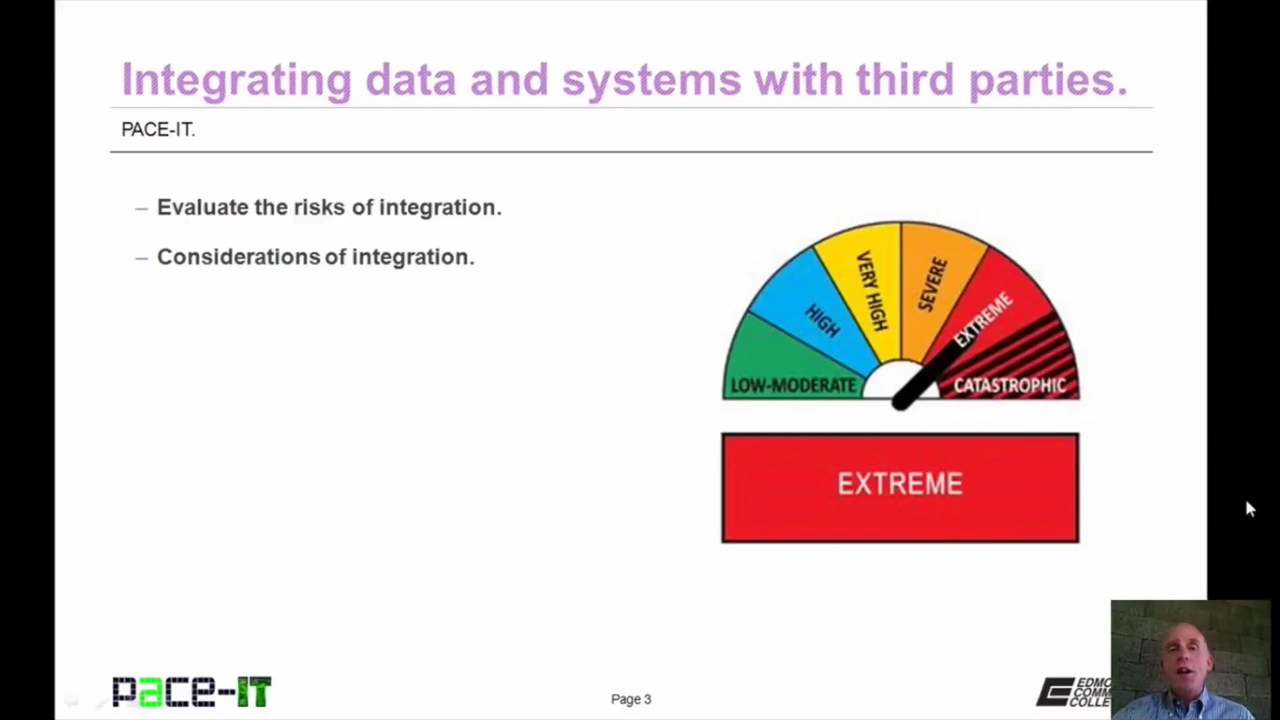 Integrating data and systems with third parties.
PACE-IT.
– Evaluate the risks of integration.
– Considerations of integration.
LOW-MODERATE
HIGH
VERY HIGH
SEVERE
EXTREME
CATASTROPHIC
EXTREME
pace-IT
Page 3